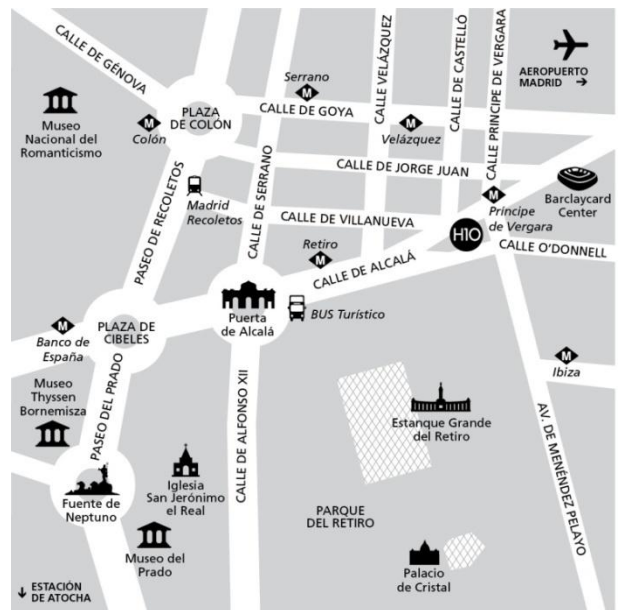 CALLE DE GÉNOVA
Museo
Nacional del
Romanticismo
M
Colón
PLAZA
DE COLÓN
Serrano
M
CALLE DE GOYA
CALLE VELÁZQUEZ
CALLE DE CASTELLÓ
CALLE PRINCIPE DE VERGARA
AEROPUERTO
MADRID →
M
Velázquez
CALLE DE JORGE JUAN
CALLE DE SERRANO
PASEO DE RECOLETOS
Madrid
Recoletos
CALLE DE VILLANUEVA
M
Príncipe
de Vergara
Barclaycard
Center
H10
CALLE O'DONNELL
Retiro
M
CALLE DE ALCALÁ
Puerta
de Alcalá
BUS Turístico
PLAZA DE
CIBELES
M
Banco de
España
Museo
Thyssen
Bornemisza
PASEO DEL PRADO
CALLE DE ALFONSO XII
M
Ibiza
Estanque Grande
del Retiro
AV. DE MENÉNDEZ PELAYO
Iglesia
San Jerónimo
el Real
Fuente de
Neptuno
PARQUE
DEL RETIRO
Museo del
Prado
Palacio
de Cristal
↓ ESTACIÓN
DE ATOCHA